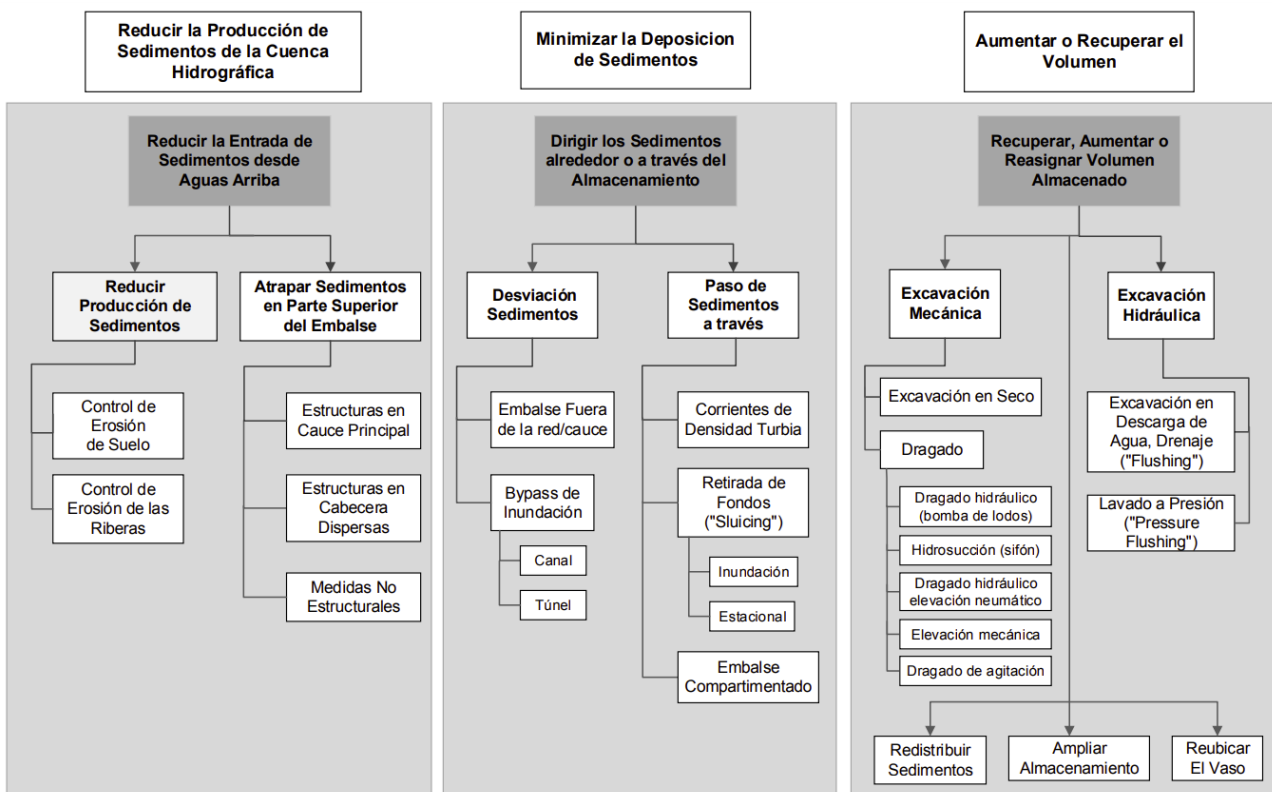 Reducir la Producción de
Sedimentos de la Cuenca
Hidrográfica
Reducir la Entrada de
Sedimentos desde
Aguas Arriba
Reducir
Producción de
Sedimentos
Control de
Erosión
de Suelo
Control de
Erosión de las
Riberas
Atrapar Sedimentos
en Parte Superior
del Embalse
Estructuras en
Cauce Principal
Estructuras en
Cabecera
Dispersas
Medidas No
Estructurales
Minimizar la Deposicion
de Sedimentos
Dirigir los Sedimentos
alrededor o a través del
Almacenamiento
Desviación
Sedimentos
Embalse Fuera
de la red/cauce
Bypass de
Inundación
Canal
Túnel
Paso de
Sedimentos
a través
Corrientes de
Densidad Turbia
Retirada de
Fondos
("Sluicing")
Inundación
Estacional
Embalse
Compartimentado
Aumentar o Recuperar el
Volumen
Recuperar, Aumentar o
Reasignar Volumen
Almacenado
Excavación
Mecánica
Excavación en Seco
Dragado
Dragado hidráulico
(bomba de lodos)
Hidrosucción (sifón)
Dragado hidráulico
elevación neumático
Elevación mecánica
Dragado de agitación
Excavación
Hidráulica
Excavación en
Descarga de
Agua, Drenaje
("Flushing")
Lavado a Presión
("Pressure
Flushing")
Redistribuir
Sedimentos
Ampliar
Almacenamiento
Reubicar
El Vaso